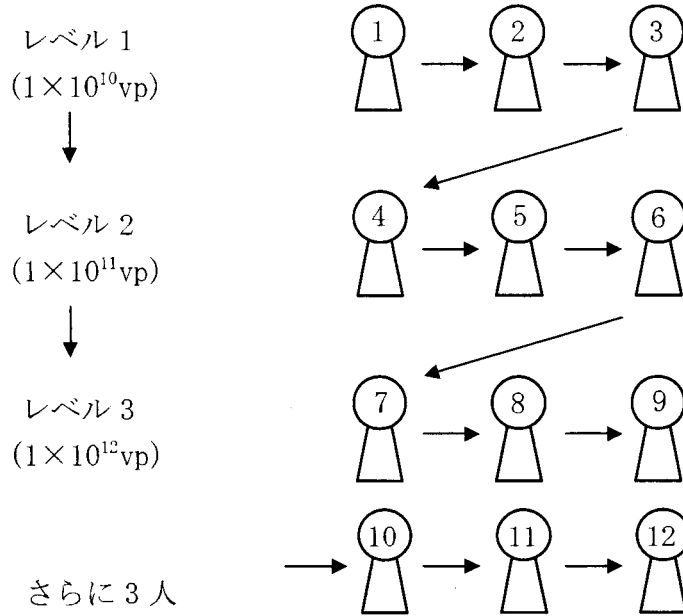 レベル 1
(1×10¹⁰vp)
1 2 3
レベル 2
(1×10¹¹vp)
4 5 6
レベル 3
(1×10¹²vp)
7 8 9
さらに 3 人
10 11 12